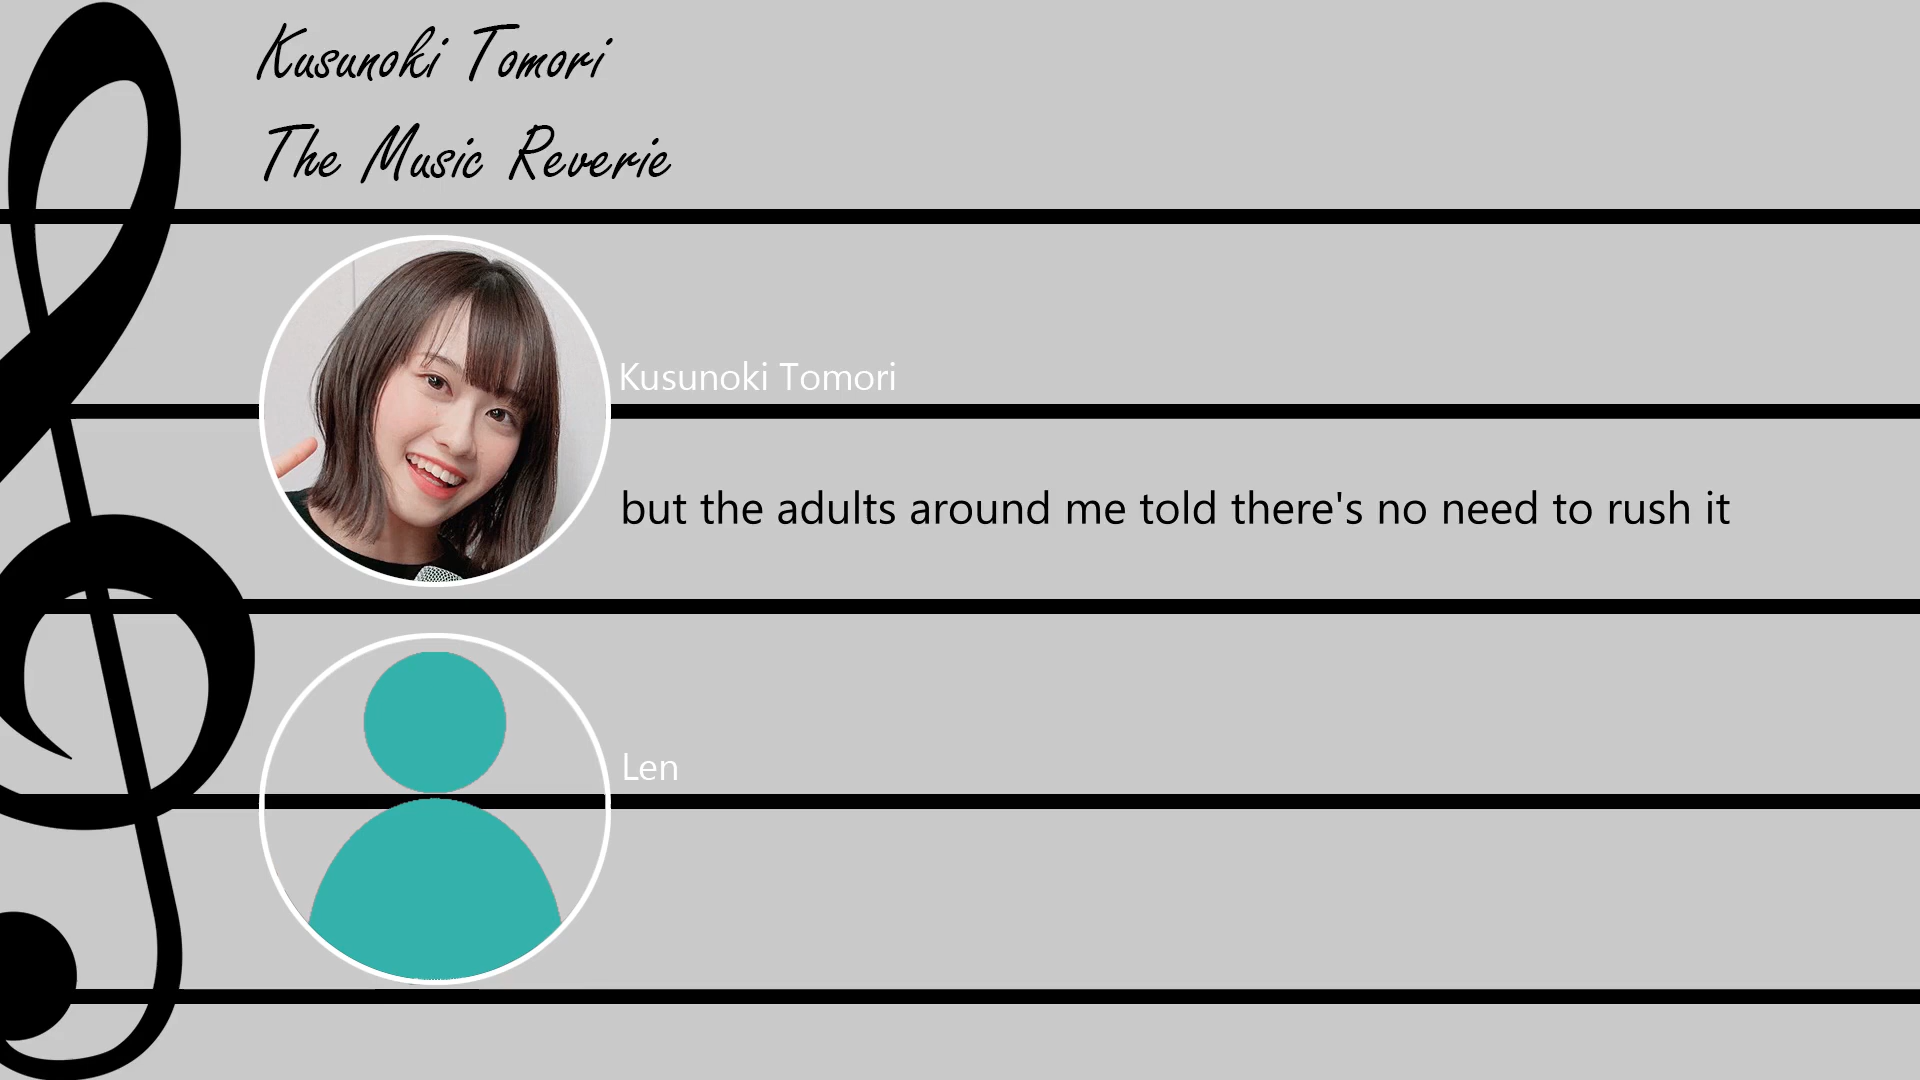 Kusunoki Tomori
The Music Reverie
Kusunoki Tomori
but the adults around me told there's no need to rush it
Len